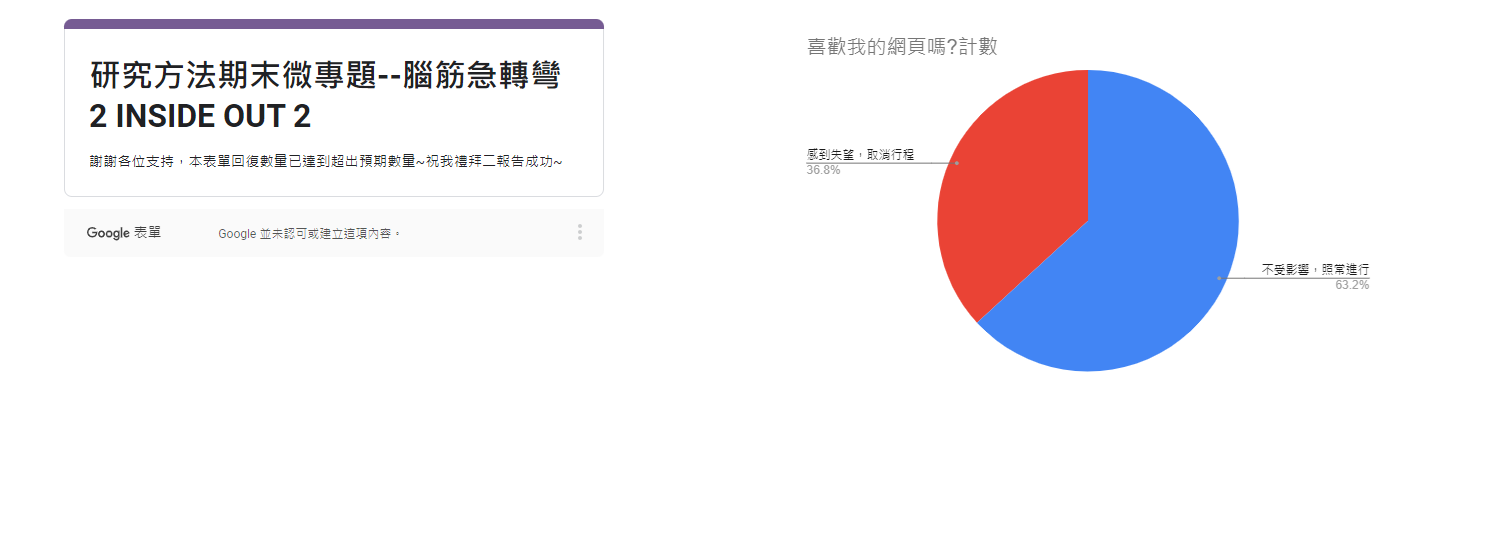 研究方法期末微專題--腦筋急轉彎
2 INSIDE OUT 2
謝謝各位支持，本表單回復數量已達到超出預期數量~祝我禮拜二報告成功~
Google 表單
Google 並未認可或建立這項內容。
喜歡我的網頁嗎?計數
感到失望，取消行程
36.8%
不受影響，照常進行
63.2%